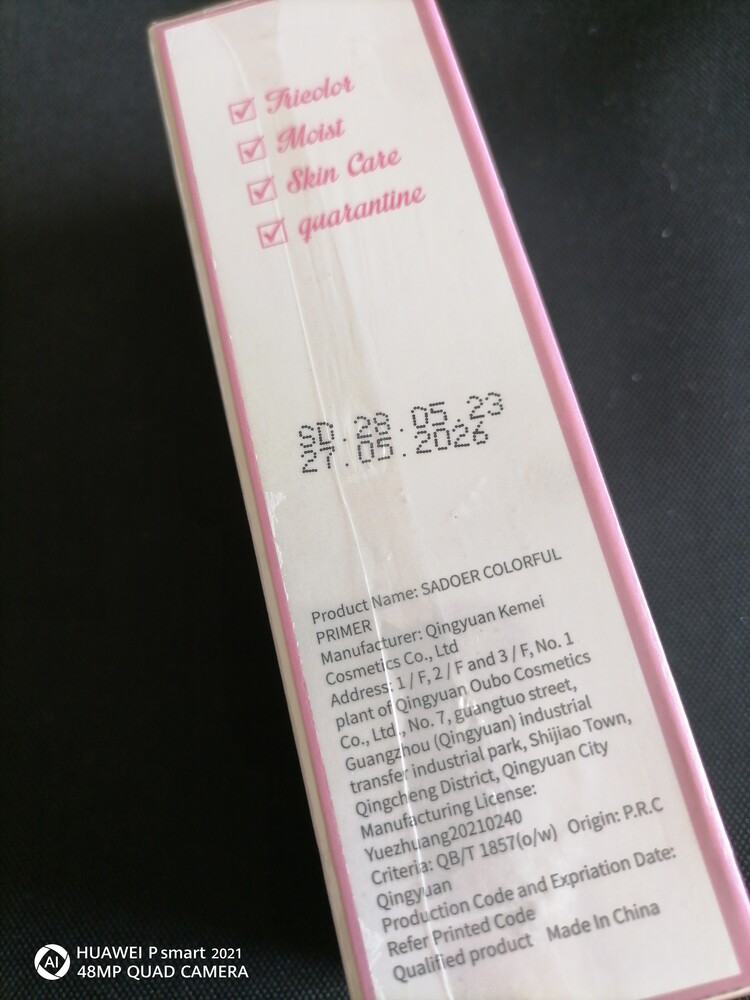 Tricolor
Moist
Skin Care
quarantine
SD.28.05.23
27.05.2026
Product Name: SADOER COLORFUL
PRIMER
Manufacturer: Qingyuan Kemei
Cosmetics Co., Ltd
Address: 1 / F, 2 / F and 3 / F, No. 1
plant of Qingyuan Oubo Cosmetics
Co., Ltd., No. 7, guangtuo street,
Guangzhou (Qingyuan) industrial
transfer industrial park, Shijiao Town,
Qingcheng District, Qingyuan City
Manufacturing License:
Yuezhuang20210240
Criteria: QB/T 1857(o/w) Origin: P.R.C
Qingyuan
Production Code and Expriation Date:
Refer Printed Code
Qualified product Made In China
AI
HUAWEI P smart 2021
48MP QUAD CAMERA